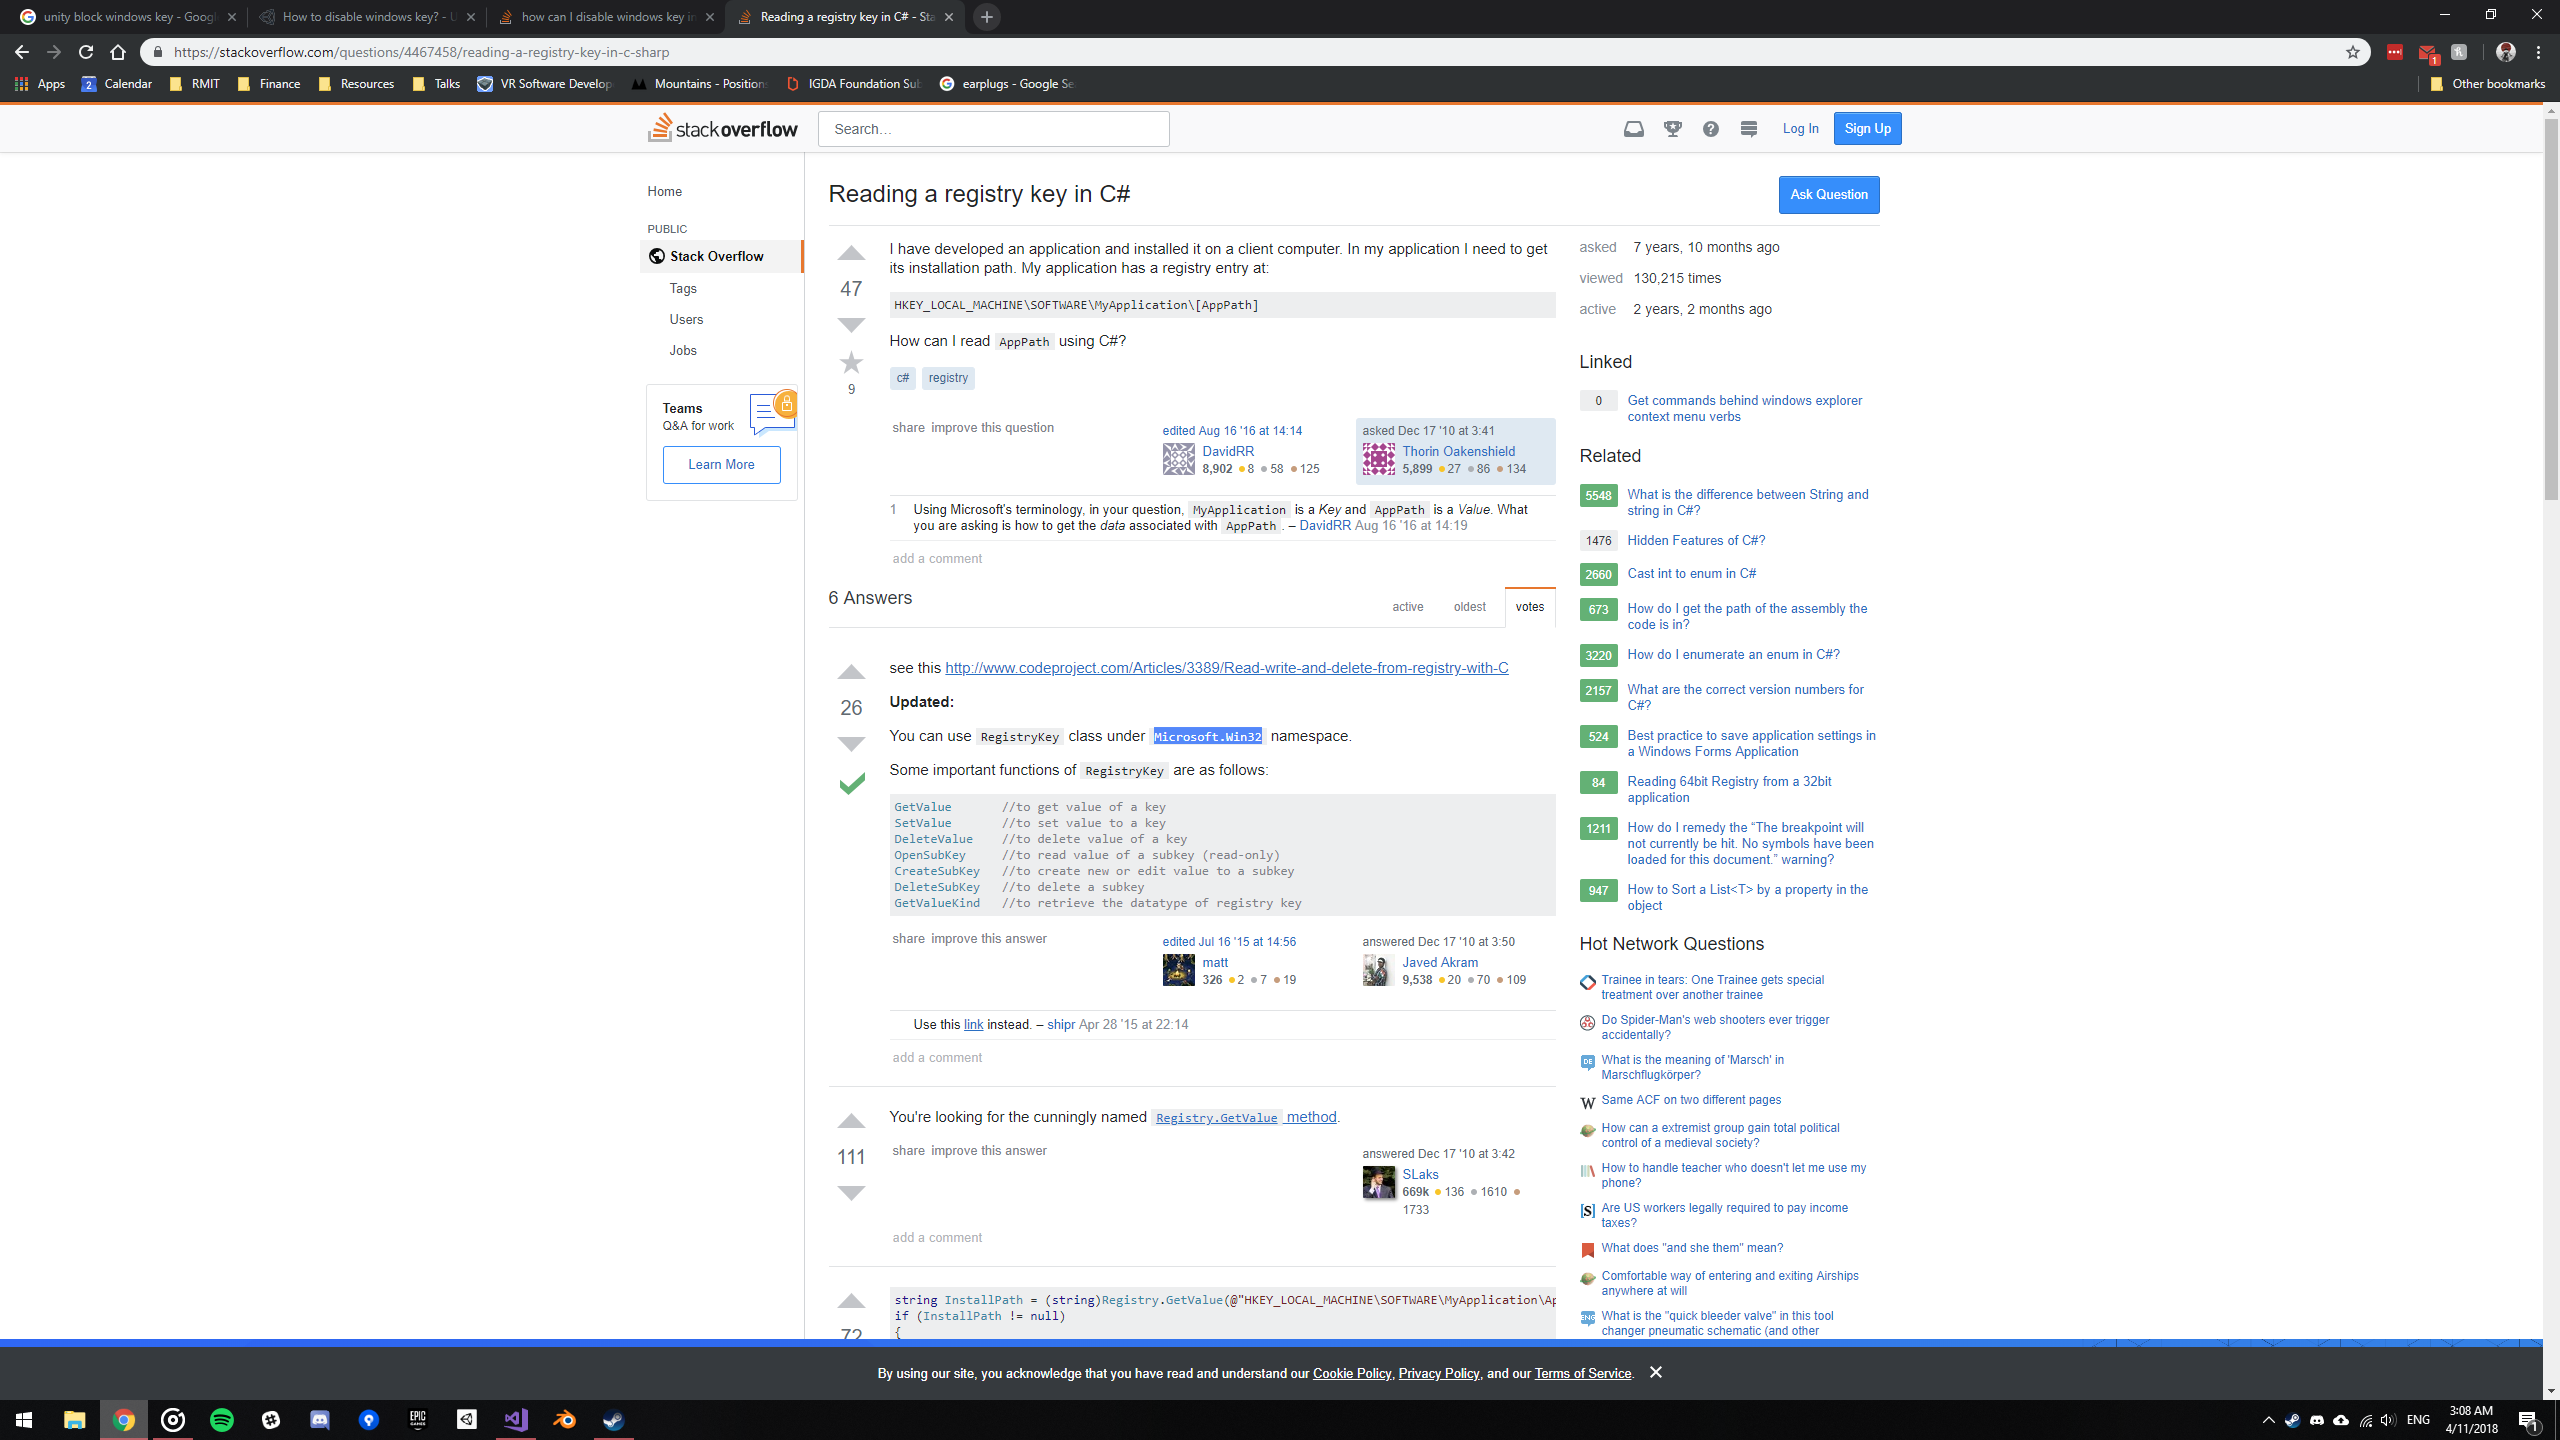 unity block windows key - Googl
How to disable windows key? - U
how can I disable windows key in
Reading a registry key in C# - Sta
https://stackoverflow.com/questions/4467458/reading-a-registry-key-in-c-sharp
1
Apps
2
Calendar
RMIT
Finance
Resources
Talks
VR Software Develop
Mountains - Positions
IGDA Foundation Sub
earplugs - Google Se
Other bookmarks
stackoverflow
Search…
Log In
Sign Up
Home
PUBLIC
Stack Overflow
Tags
Users
Jobs
Teams
Q&A for work
Learn More
Reading a registry key in C#
Ask Question
47
9
I have developed an application and installed it on a client computer. In my application I need to get
its installation path. My application has a registry entry at:
HKEY_LOCAL_MACHINE\SOFTWARE\MyApplication\[AppPath]
How can I read AppPath using C#?
c# registry
share improve this question
edited Aug 16 '16 at 14:14
DavidRR
8,902 8 58 125
asked Dec 17 '10 at 3:41
Thorin Oakenshield
5,899 27 86 134
1 Using Microsoft's terminology, in your question, MyApplication is a Key and AppPath is a Value. What
you are asking is how to get the data associated with AppPath . – DavidRR Aug 16 '16 at 14:19
add a comment
6 Answers
active oldest votes
26
see this http://www.codeproject.com/Articles/3389/Read-write-and-delete-from-registry-with-C
Updated:
You can use RegistryKey class under Microsoft.Win32 namespace.
Some important functions of RegistryKey are as follows:
GetValue //to get value of a key
SetValue //to set value to a key
DeleteValue //to delete value of a key
OpenSubKey //to read value of a subkey (read-only)
CreateSubKey //to create new or edit value to a subkey
DeleteSubKey //to delete a subkey
GetValueKind //to retrieve the datatype of registry key
share improve this answer
edited Jul 16 '15 at 14:56
matt
326 2 7 19
answered Dec 17 '10 at 3:50
Javed Akram
9,538 20 70 109
Use this link instead. – shipr Apr 28 '15 at 22:14
add a comment
111
You're looking for the cunningly named Registry.GetValue method.
share improve this answer
answered Dec 17 '10 at 3:42
SLaks
669k 136 1610
1733
add a comment
72
string InstallPath = (string)Registry.GetValue(@"HKEY_LOCAL_MACHINE\SOFTWARE\MyApplication\Ap
if (InstallPath != null)
{
asked 7 years, 10 months ago
viewed 130,215 times
active 2 years, 2 months ago
Linked
0 Get commands behind windows explorer
context menu verbs
Related
5548 What is the difference between String and
string in C#?
1476 Hidden Features of C#?
2660 Cast int to enum in C#
673 How do I get the path of the assembly the
code is in?
3220 How do I enumerate an enum in C#?
2157 What are the correct version numbers for
C#?
524 Best practice to save application settings in
a Windows Forms Application
84 Reading 64bit Registry from a 32bit
application
1211 How do I remedy the “The breakpoint will
not currently be hit. No symbols have been
loaded for this document.” warning?
947 How to Sort a List<T> by a property in the
object
Hot Network Questions
Trainee in tears: One Trainee gets special
treatment over another trainee
Do Spider-Man's web shooters ever trigger
accidentally?
DE What is the meaning of 'Marsch' in
Marschflugkörper?
W Same ACF on two different pages
How can a extremist group gain total political
control of a medieval society?
How to handle teacher who doesn't let me use my
phone?
[S] Are US workers legally required to pay income
taxes?
What does "and she them" mean?
Comfortable way of entering and exiting Airships
anywhere at will
ENG What is the "quick bleeder valve" in this tool
changer pneumatic schematic (and other
By using our site, you acknowledge that you have read and understand our Cookie Policy, Privacy Policy, and our Terms of Service.
EPIC
GAMES
ENG
3:08 AM
4/11/2018
1